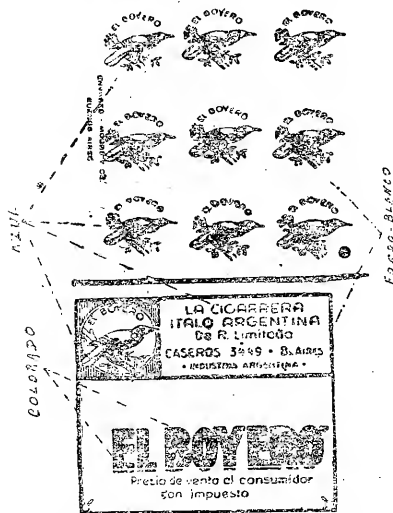 EL BOYERO EL BOYERO EL BOYERO
EL BOYERO EL BOYERO EL BOYERO
BUENOS AIRES
EL BOYERO EL BOYERO EL BOYERO
AZUL
FONDO-BLANCO
COLORADO
EL BOYERO
LA CIGARRERA
ITALO ARGENTINA
De R. Limitada
CASEROS 3449 • Bs. AIRES
• INDUSTRIA ARGENTINA •
EL BOYERO
Precio de venta al consumidor
con impuesto